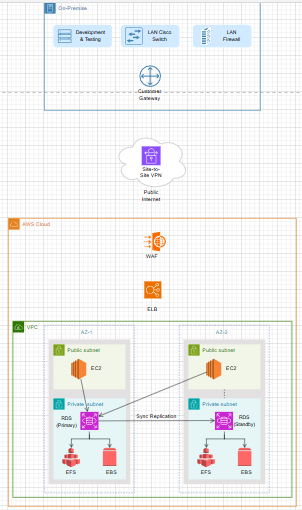 On-Premise
Development
& Testing
LAN Cisco
Switch
LAN
Firewall
Customer
Gateway
Site-to-
Site VPN
Public
Internet
AWS Cloud
WAF
ELB
VPC
AZ-1
AZ-2
Public subnet
Public subnet
EC2
EC2
Private subnet
Private subnet
RDS
(Primary)
Sync Replication
RDS
(Standby)
EFS
EBS
EFS
EBS